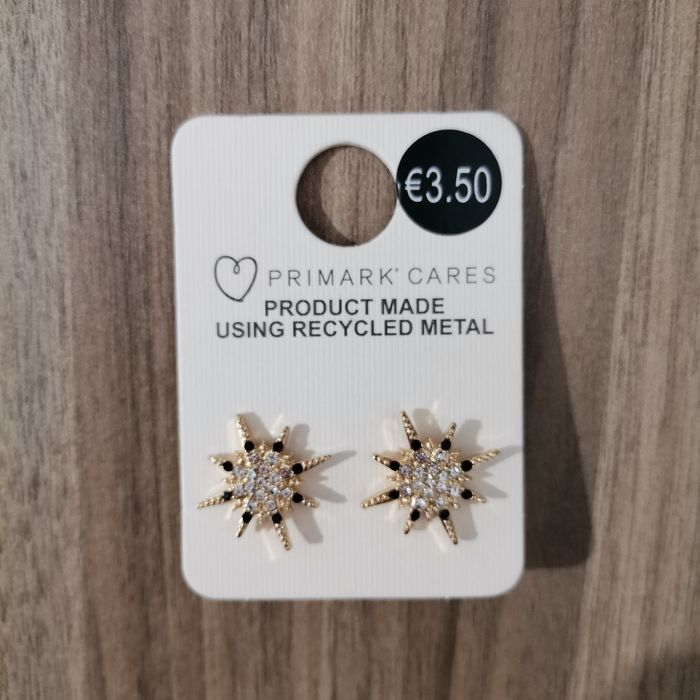 €3.50
PRIMARK® CARES
PRODUCT MADE
USING RECYCLED METAL